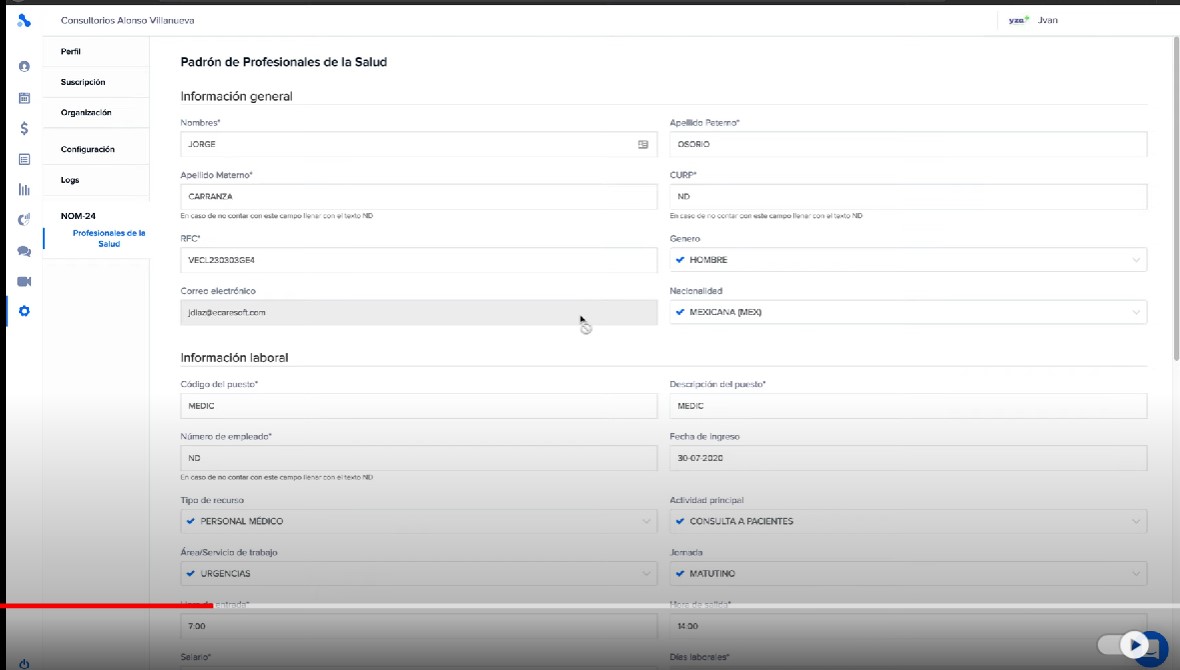 Consultorios Alonso Villanueva
yza+ Jvan
Perfil
Suscripción
Organización
Configuración
Logs
NOM-24
Profesionales de la
Salud
Padrón de Profesionales de la Salud
Información general
Nombres* Apellido Paterno*
JORGE OSORIO
Apellido Materno* CURP*
CARRANZA ND
En caso de no contar con este campo llenar con el texto ND En caso de no contar con este campo llenar con el texto ND
RFC* Genero
VECL230303GE4 HOMBRE
Correo electrónico Nacionalidad
jdiaz@ecaresoft.com MEXICANA (MEX)
Información laboral
Código del puesto* Descripción del puesto*
MEDIC MEDIC
Número de empleado* Fecha de Ingreso
ND 30-07-2020
En caso de no contar con este campo llenar con el texto ND
Tipo de recurso Actividad principal
PERSONAL MÉDICO CONSULTA A PACIENTES
Área/Servicio de trabajo Jornada
URGENCIAS MATUTINO
Hora de entrada* Hora de salida*
7:00 14:00
Salario* Días laborales*